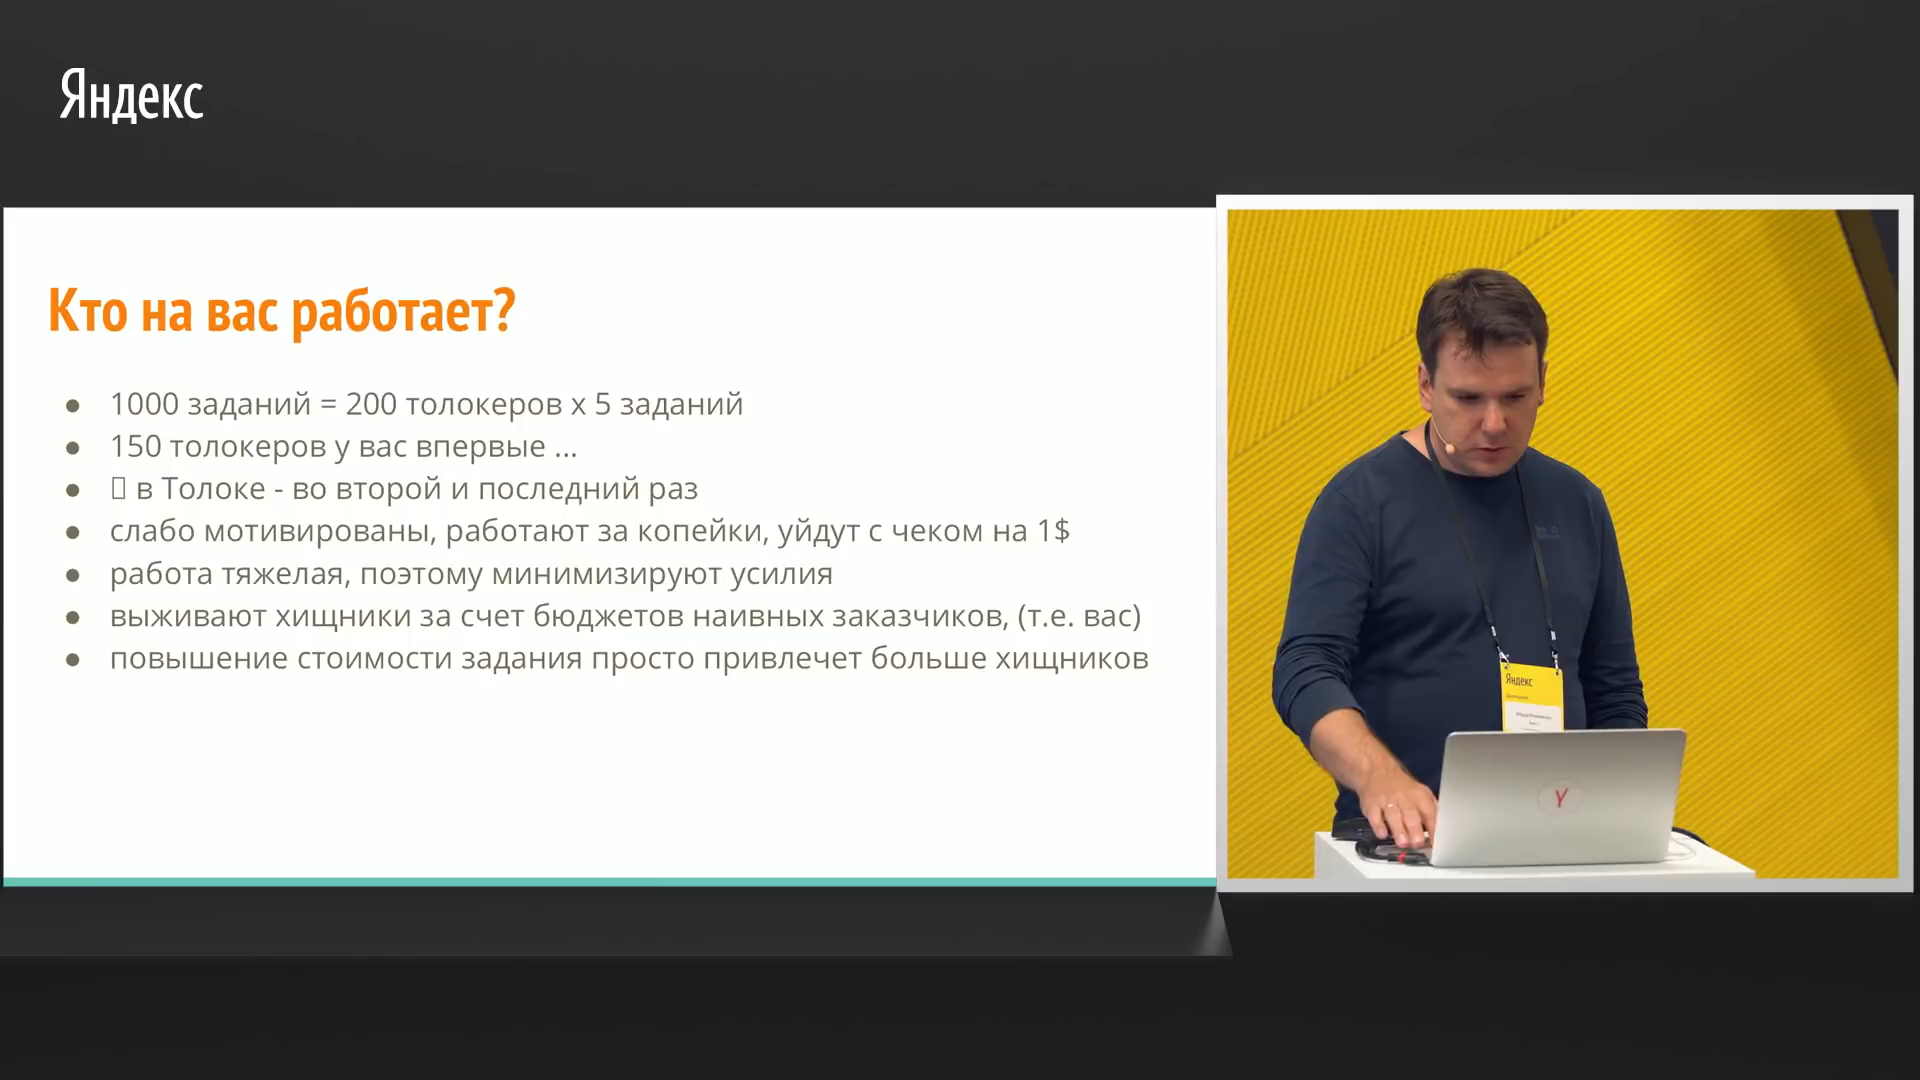 Яндекс
Кто на вас работает?
● 1000 заданий = 200 толокеров x 5 заданий
● 150 толокеров у вас впервые ...
● в Толоке - во второй и последний раз
● слабо мотивированы, работают за копейки, уйдут с чеком на 1$
● работа тяжелая, поэтому минимизируют усилия
● выживают хищники за счет бюджетов наивных заказчиков, (т.е. вас)
● повышение стоимости задания просто привлечет больше хищников
Яндекс
Y